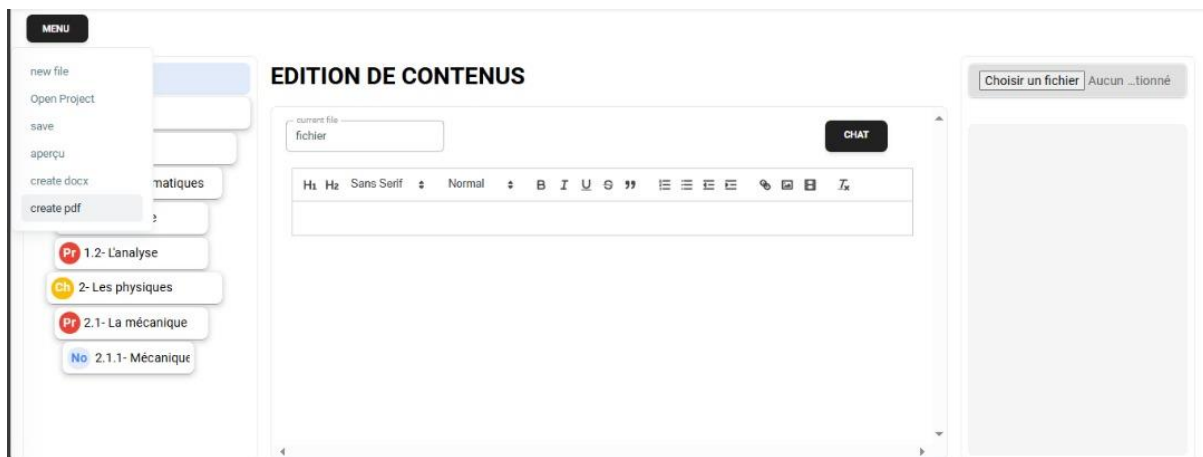 MENU
new file
Open Project
save
aperçu
create docx
create pdf
matiques
Pr 1.2- L'analyse
Ch 2- Les physiques
Pr 2.1- La mécanique
No 2.1.1- Mécanique
EDITION DE CONTENUS
current file
fichier
CHAT
H1 H2 Sans Serif Normal B I U S ” Tx
Choisir un fichier Aucun ...tionné